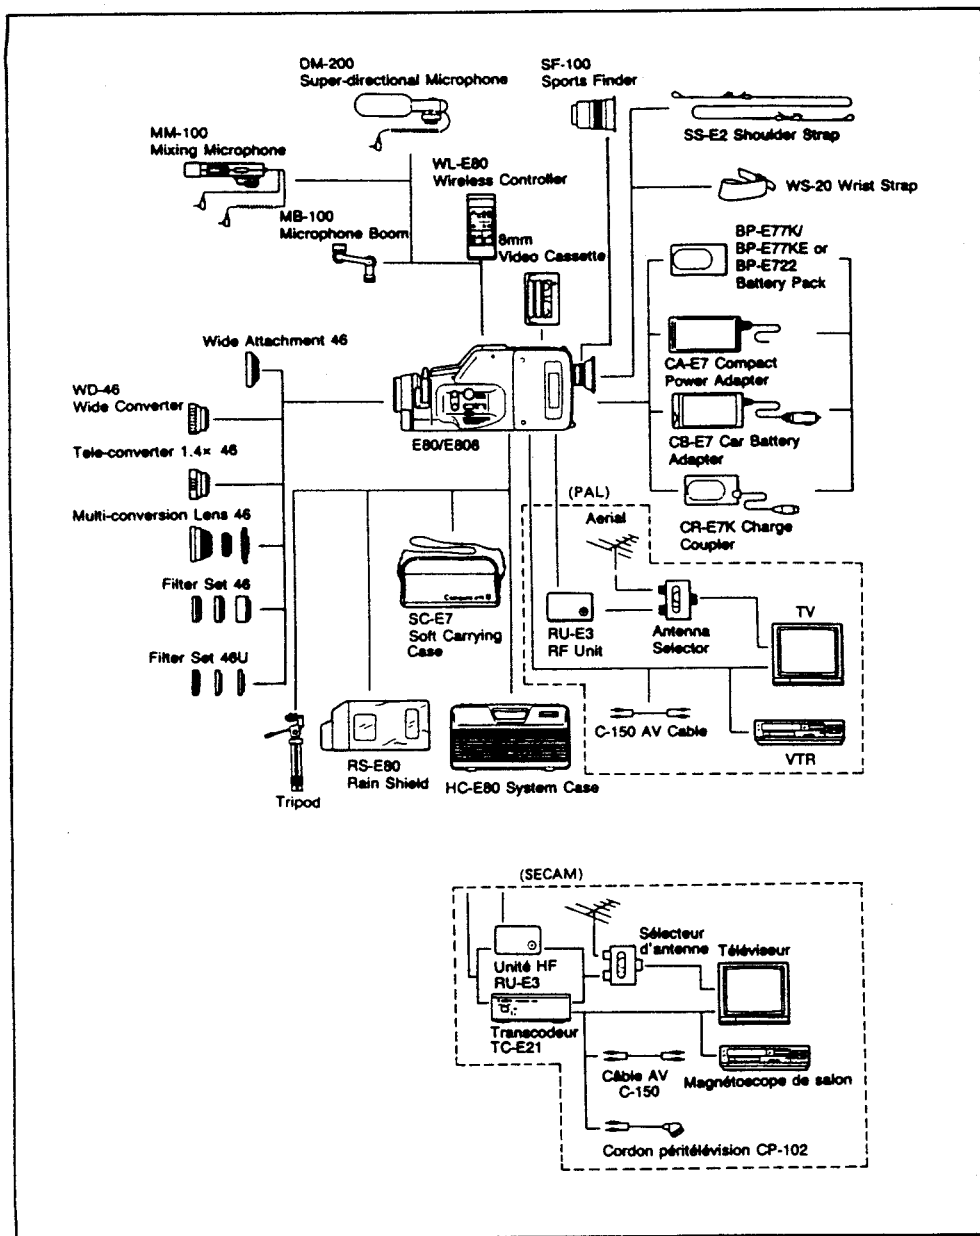 DM-200
Super-directional Microphone
SF-100
Sports Finder
SS-E2 Shoulder Strap
MM-100
Mixing Microphone
WL-E80
Wireless Controller
WS-20 Wrist Strap
MB-100
Microphone Boom
8mm
Video Cassette
BP-E77K/
BP-E77KE or
BP-E722
Battery Pack
Wide Attachment 46
CA-E7 Compact
Power Adapter
WD-46
Wide Converter
E80/E808
CB-E7 Car Battery
Adapter
Tele-converter 1.4× 46
(PAL)
Aerial
CR-E7K Charge
Coupler
Multi-conversion Lens 46
Filter Set 46
SC-E7
Soft Carrying
Case
RU-E3
RF Unit
Antenna
Selector
TV
Filter Set 46U
C-150 AV Cable
VTR
RS-E80
Rain Shield
HC-E80 System Case
Tripod
(SECAM)
Sélecteur
d'antenne
Téléviseur
Unité HF
RU-E3
Transcodeur
TC-E21
Câble AV
C-150
Magnétoscope de salon
Cordon péritélévision CP-102